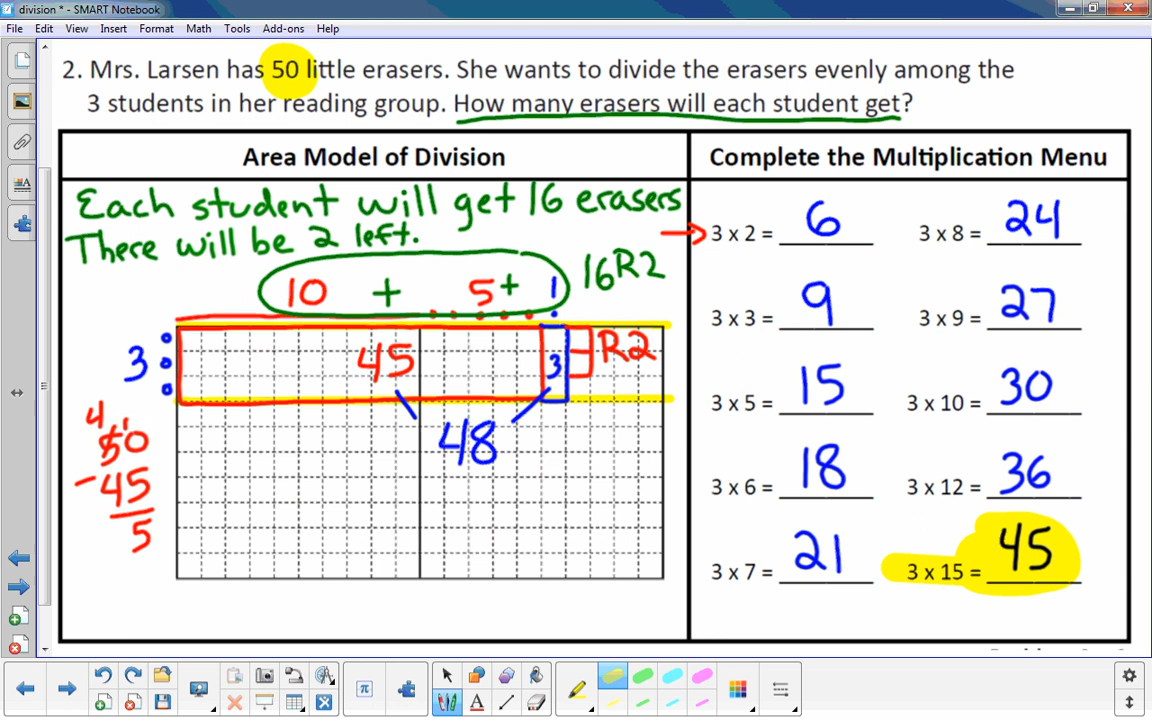 division * - SMART Notebook
File Edit View Insert Format Math Tools Add-ons Help
2. Mrs. Larsen has 50 little erasers. She wants to divide the erasers evenly among the
3 students in her reading group. How many erasers will each student get?
Area Model of Division
Complete the Multiplication Menu
Each student will get 16 erasers
There will be 2 left.
10 + 5 + 1
16R2
3
45
3
R2
48
4 1
50
-45
5
3 x 2 = 6
3 x 8 = 24
3 x 3 = 9
3 x 9 = 27
3 x 5 = 15
3 x 10 = 30
3 x 6 = 18
3 x 12 = 36
3 x 7 = 21
3 x 15 = 45